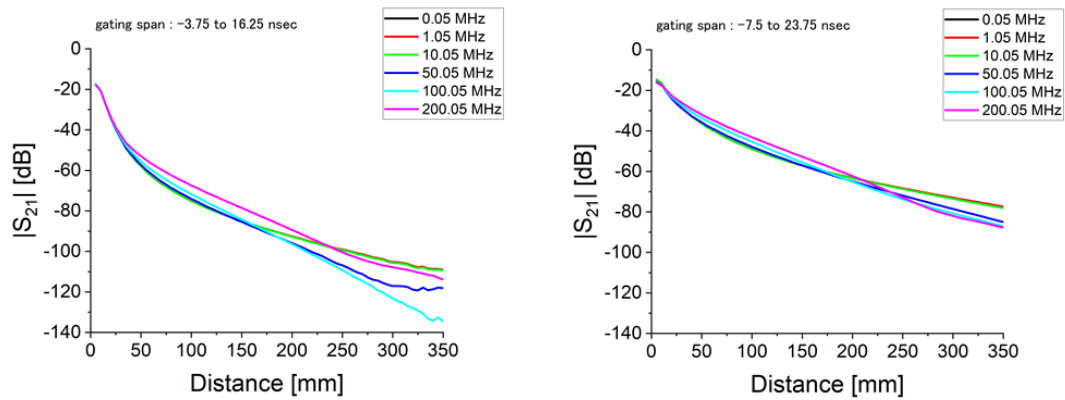 gating span : -3.75 to 16.25 nsec
0.05 MHz
1.05 MHz
10.05 MHz
50.05 MHz
100.05 MHz
200.05 MHz
0
-20
-40
-60
-80
-100
-120
-140
|S21| [dB]
0 50 100 150 200 250 300 350
Distance [mm]
gating span : -7.5 to 23.75 nsec
0.05 MHz
1.05 MHz
10.05 MHz
50.05 MHz
100.05 MHz
200.05 MHz
0
-20
-40
-60
-80
-100
-120
-140
|S21| [dB]
0 50 100 150 200 250 300 350
Distance [mm]